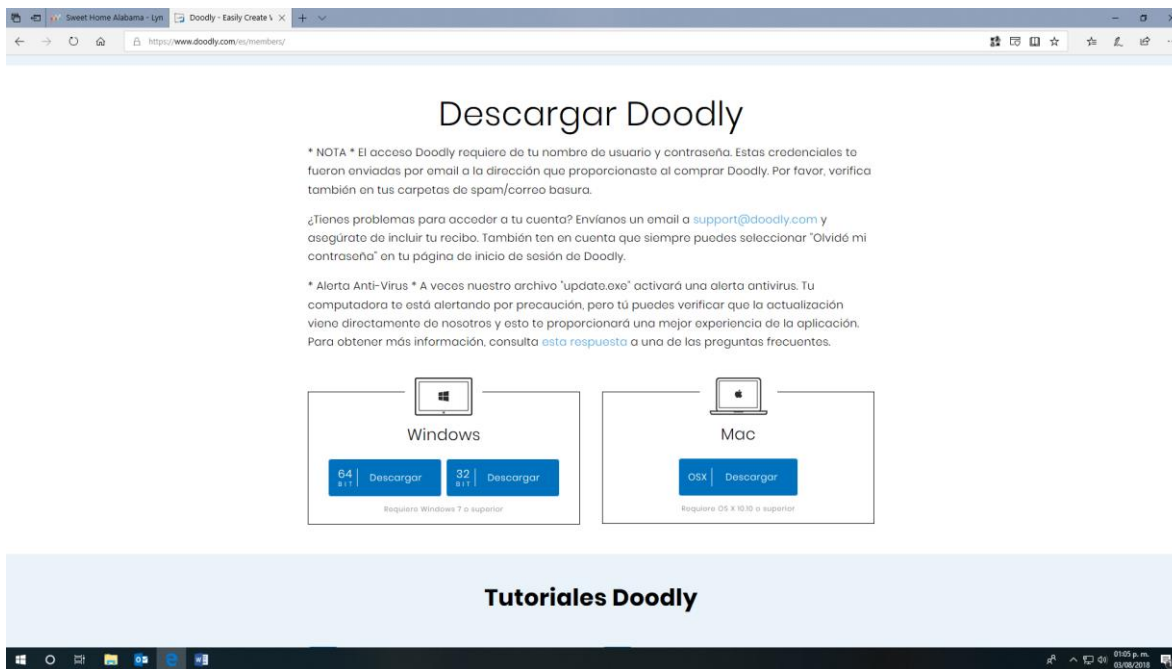 Sweet Home Alabama - Lyn
Doodly - Easily Create V
https://www.doodly.com/es/members/
Descargar Doodly
* NOTA * El acceso Doodly requiere de tu nombre de usuario y contraseña. Estas credenciales te
fueron enviadas por email a la dirección que proporcionaste al comprar Doodly. Por favor, verifica
también en tus carpetas de spam/correo basura.
¿Tienes problemas para acceder a tu cuenta? Envíanos un email a support@doodly.com y
asegúrate de incluir tu recibo. También ten en cuenta que siempre puedes seleccionar "Olvidé mi
contraseña" en tu página de inicio de sesión de Doodly.
* Alerta Anti-Virus * A veces nuestro archivo "update.exe" activará una alerta antivirus. Tu
computadora te está alertando por precaución, pero tú puedes verificar que la actualización
viene directamente de nosotros y esto te proporcionará una mejor experiencia de la aplicación.
Para obtener más información, consulta esta respuesta a una de las preguntas frecuentes.
Windows
64 BIT Descargar
32 BIT Descargar
Requiere Windows 7 o superior
Mac
OSX Descargar
Requiere OS X 10.10 o superior
Tutoriales Doodly
01:05 p. m.
03/08/2018